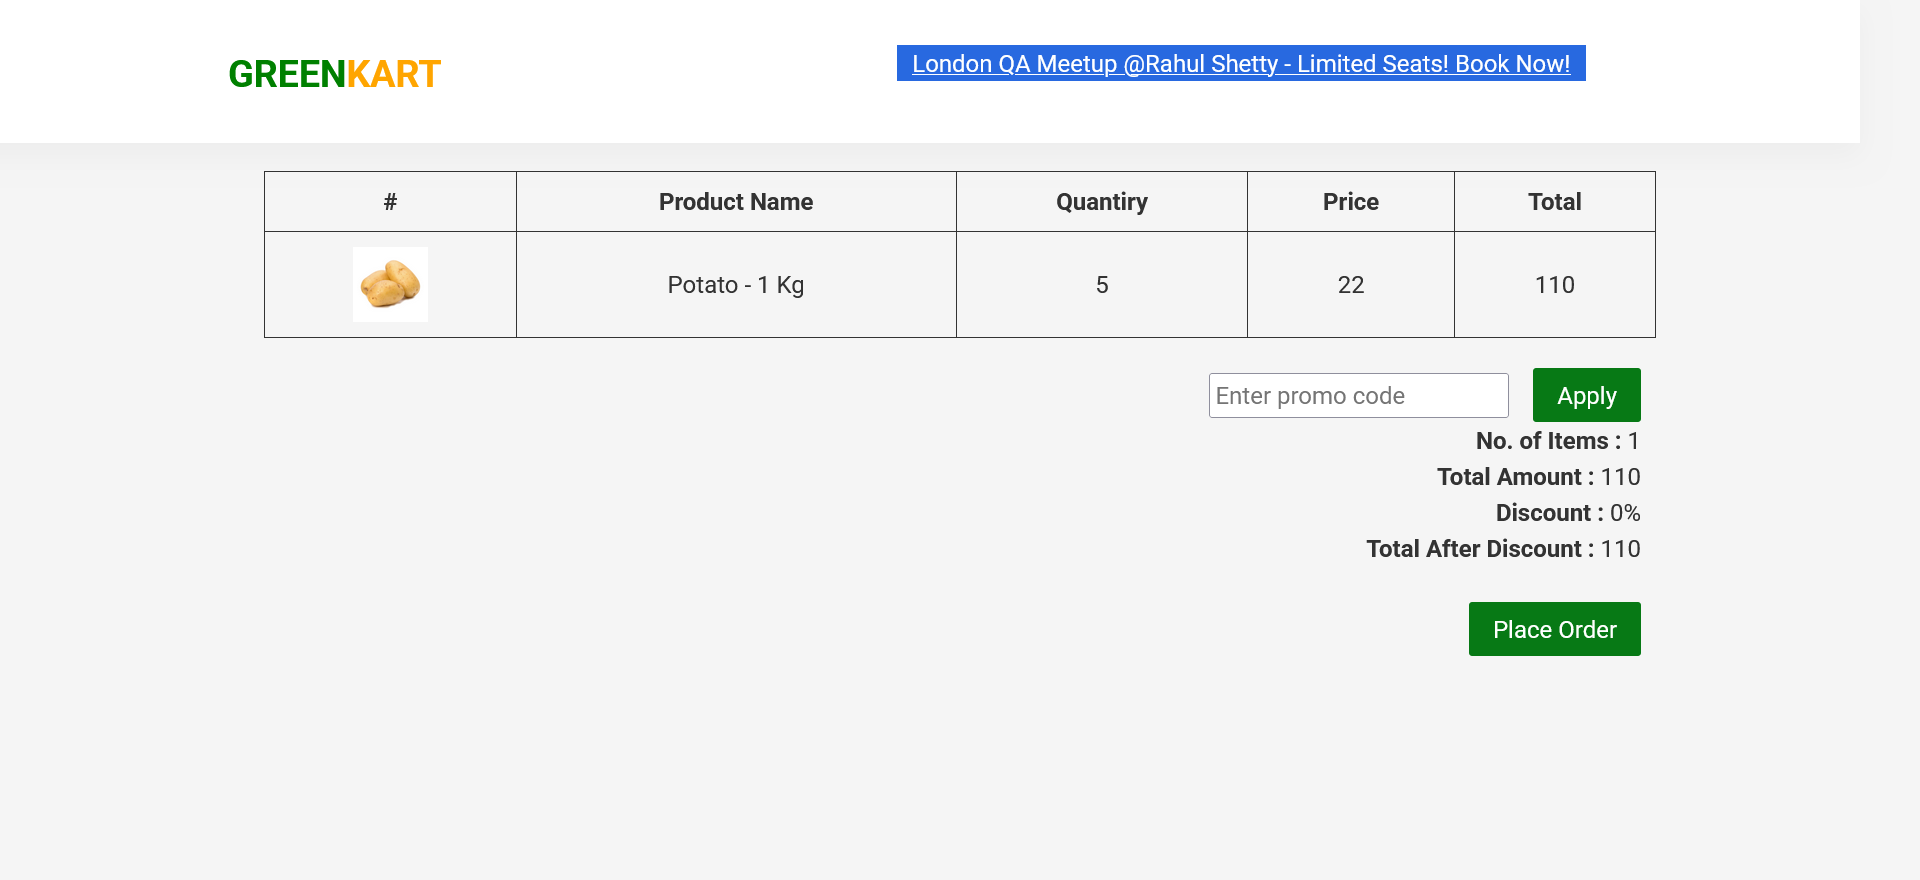 GREENKART
London QA Meetup @Rahul Shetty - Limited Seats! Book Now!
# Product Name Quantiry Price Total
Potato - 1 Kg 5 22 110
Enter promo code Apply
No. of Items : 1
Total Amount : 110
Discount : 0%
Total After Discount : 110
Place Order